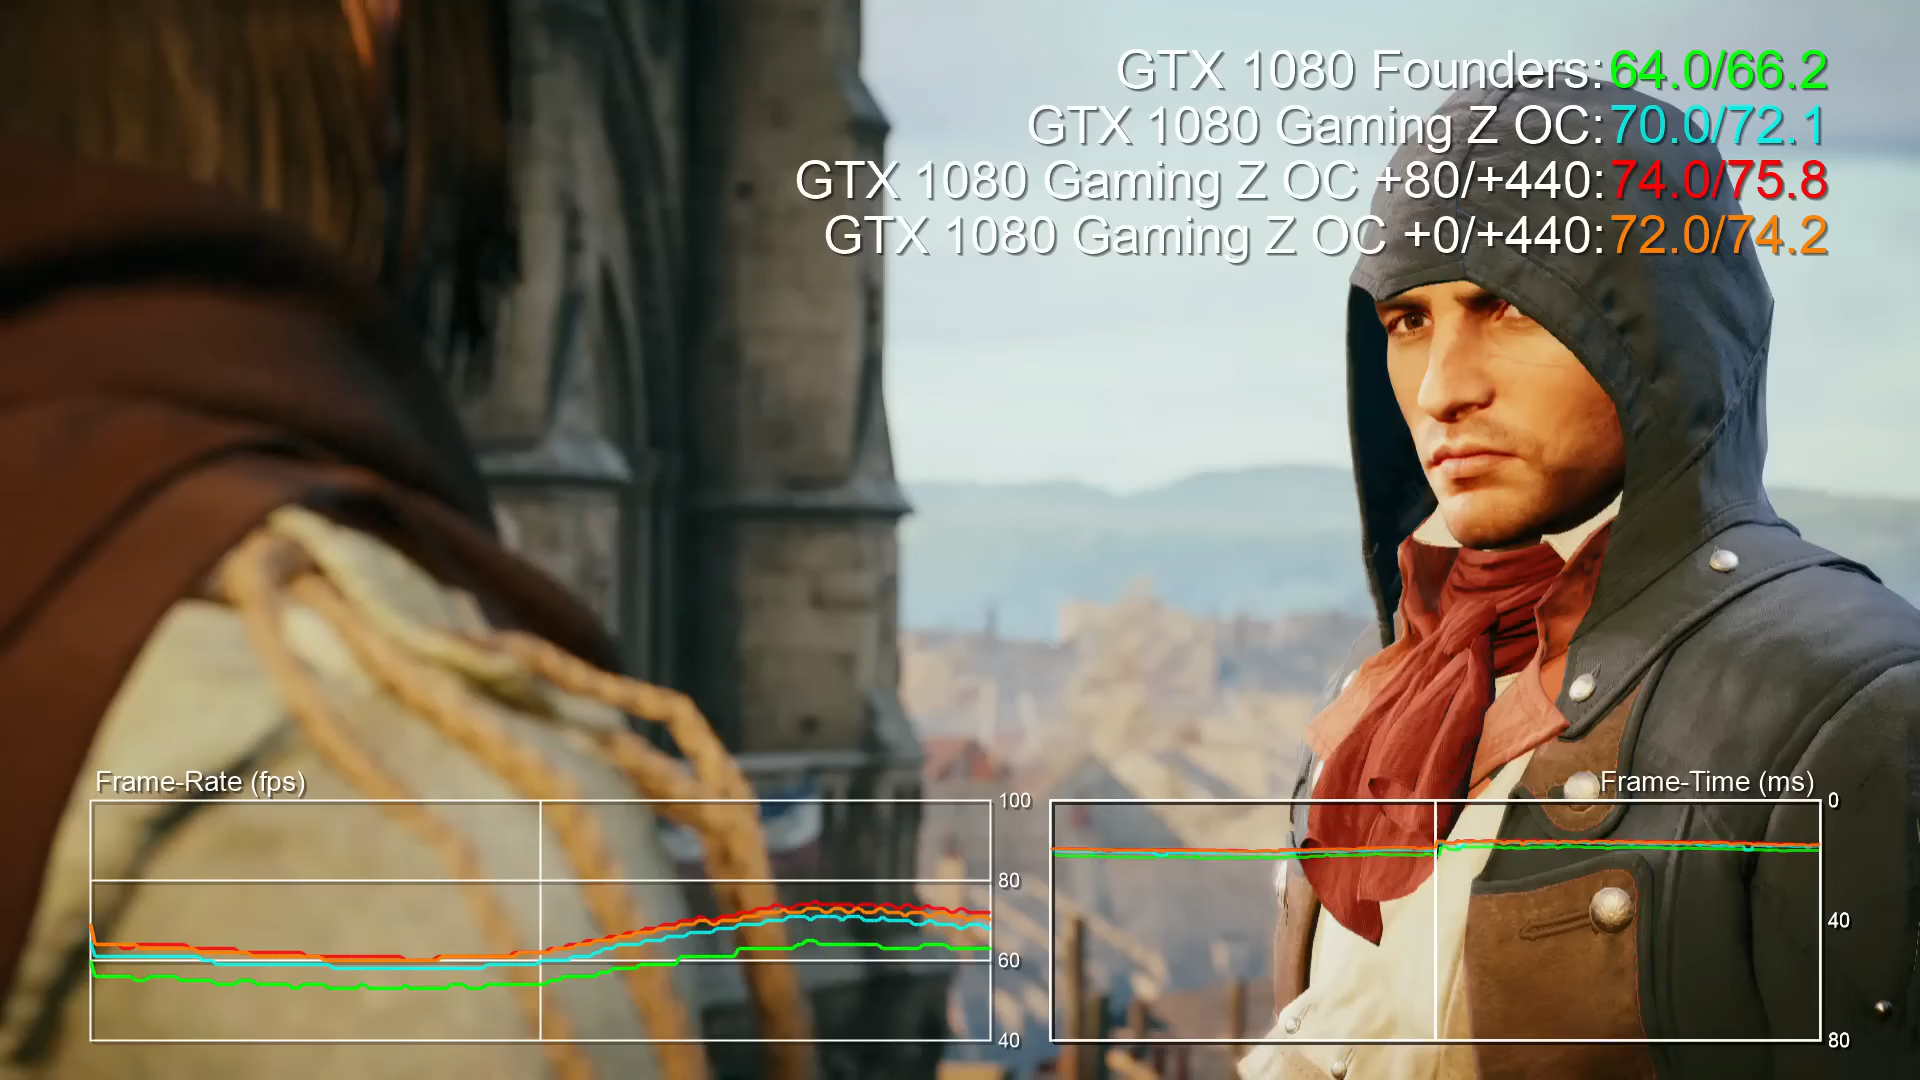 GTX 1080 Founders:64.0/66.2
GTX 1080 Gaming Z OC:70.0/72.1
GTX 1080 Gaming Z OC +80/+440:74.0/75.8
GTX 1080 Gaming Z OC +0/+440:72.0/74.2
Frame-Rate (fps)
100
80
60
40
Frame-Time (ms)
0
40
80